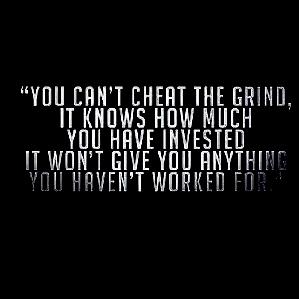 "YOU CAN'T CHEAT THE GRIND,
IT KNOWS HOW MUCH
YOU HAVE INVESTED
IT WON'T GIVE YOU ANYTHING
YOU HAVEN'T WORKED FOR."